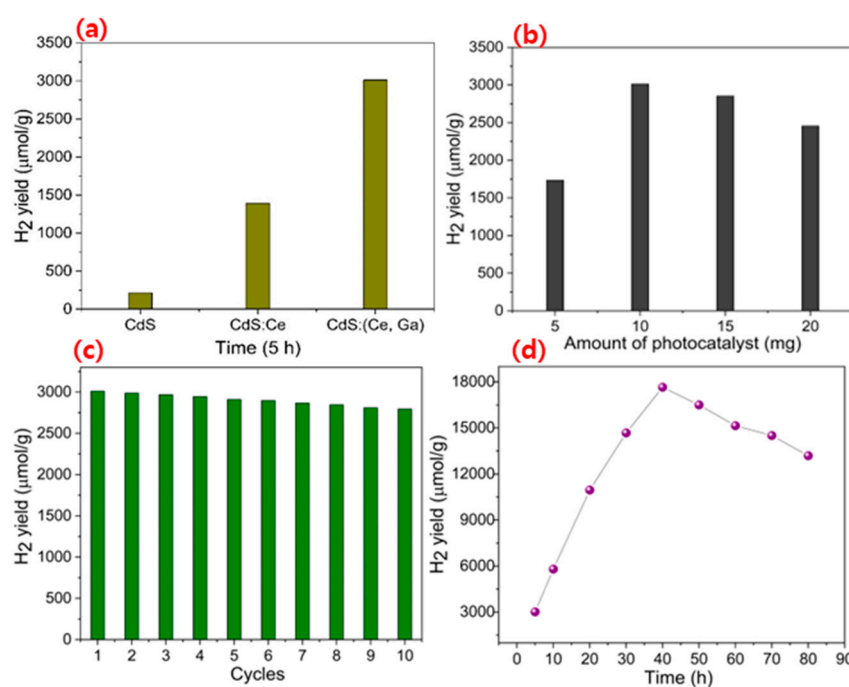 (a)
H2 yield (μmol/g)
3500
3000
2500
2000
1500
1000
500
0
CdS
CdS:Ce
CdS:(Ce, Ga)
Time (5 h)
(b)
H2 yield (μmol/g)
3500
3000
2500
2000
1500
1000
500
0
5
10
15
20
Amount of photocatalyst (mg)
(c)
H2 yield (μmol/g)
3000
2500
2000
1500
1000
500
0
1 2 3 4 5 6 7 8 9 10
Cycles
(d)
H2 yield (μmol/g)
18000
15000
12000
9000
6000
3000
0 10 20 30 40 50 60 70 80 90
Time (h)